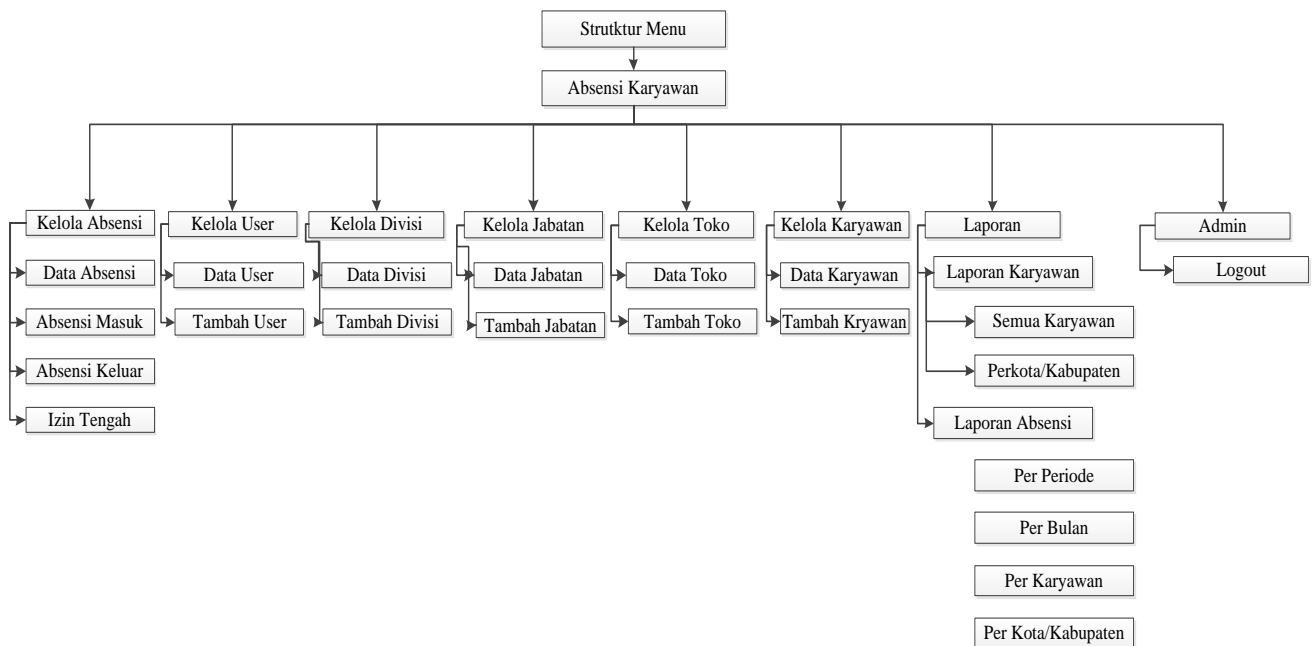 Strutktur Menu
Absensi Karyawan
Kelola Absensi
Data Absensi
Absensi Masuk
Absensi Keluar
Izin Tengah
Kelola User
Data User
Tambah User
Kelola Divisi
Data Divisi
Tambah Divisi
Kelola Jabatan
Data Jabatan
Tambah Jabatan
Kelola Toko
Data Toko
Tambah Toko
Kelola Karyawan
Data Karyawan
Tambah Kryawan
Laporan
Laporan Karyawan
Semua Karyawan
Perkota/Kabupaten
Laporan Absensi
Per Periode
Per Bulan
Per Karyawan
Per Kota/Kabupaten
Admin
Logout